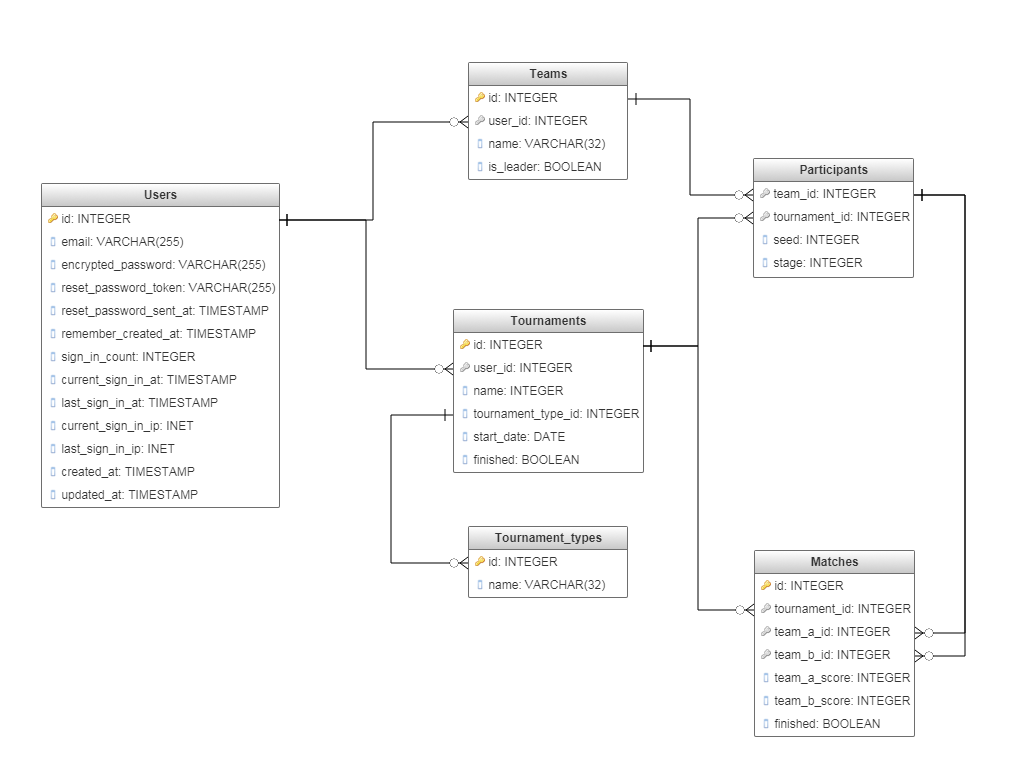 Teams
id: INTEGER
user_id: INTEGER
name: VARCHAR(32)
is_leader: BOOLEAN
Participants
team_id: INTEGER
tournament_id: INTEGER
seed: INTEGER
stage: INTEGER
Users
id: INTEGER
email: VARCHAR(255)
encrypted_password: VARCHAR(255)
reset_password_token: VARCHAR(255)
reset_password_sent_at: TIMESTAMP
remember_created_at: TIMESTAMP
sign_in_count: INTEGER
current_sign_in_at: TIMESTAMP
last_sign_in_at: TIMESTAMP
current_sign_in_ip: INET
last_sign_in_ip: INET
created_at: TIMESTAMP
updated_at: TIMESTAMP
Tournaments
id: INTEGER
user_id: INTEGER
name: INTEGER
tournament_type_id: INTEGER
start_date: DATE
finished: BOOLEAN
Tournament_types
id: INTEGER
name: VARCHAR(32)
Matches
id: INTEGER
tournament_id: INTEGER
team_a_id: INTEGER
team_b_id: INTEGER
team_a_score: INTEGER
team_b_score: INTEGER
finished: BOOLEAN